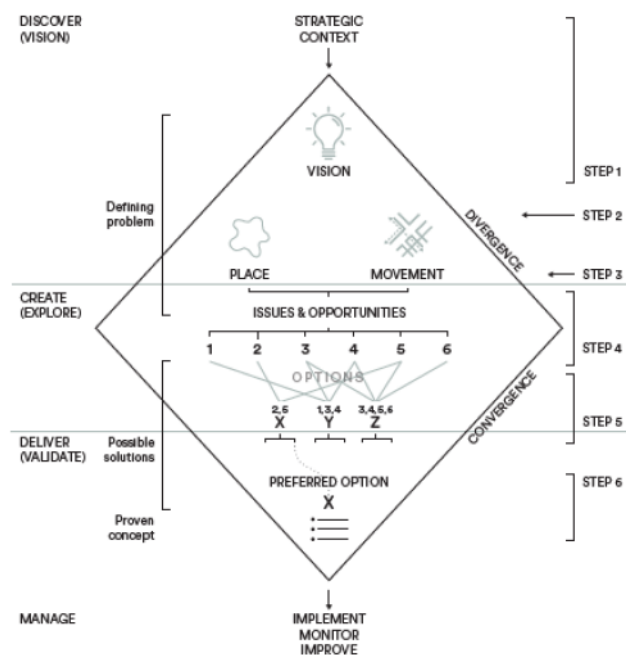 DISCOVER
(VISION)
STRATEGIC
CONTEXT
VISION
STEP 1
Defining
problem
DIVERGENCE
STEP 2
PLACE
MOVEMENT
STEP 3
CREATE
(EXPLORE)
ISSUES & OPPORTUNITIES
1 2 3 4 5 6
STEP 4
OPTIONS
2,5 1,3,4 3,4,5,6
X Y Z
CONVERGENCE
STEP 5
DELIVER
(VALIDATE)
Possible
solutions
PREFERRED OPTION
X
STEP 6
Proven
concept
MANAGE
IMPLEMENT
MONITOR
IMPROVE